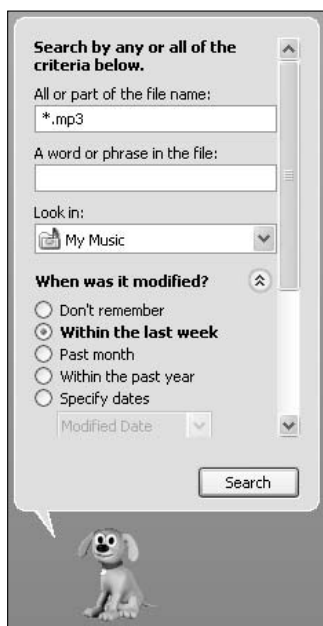 Search by any or all of the
criteria below.
All or part of the file name:
*.mp3
A word or phrase in the file:
Look in:
My Music
When was it modified?
Don't remember
Within the last week
Past month
Within the past year
Specify dates
Modified Date
Search